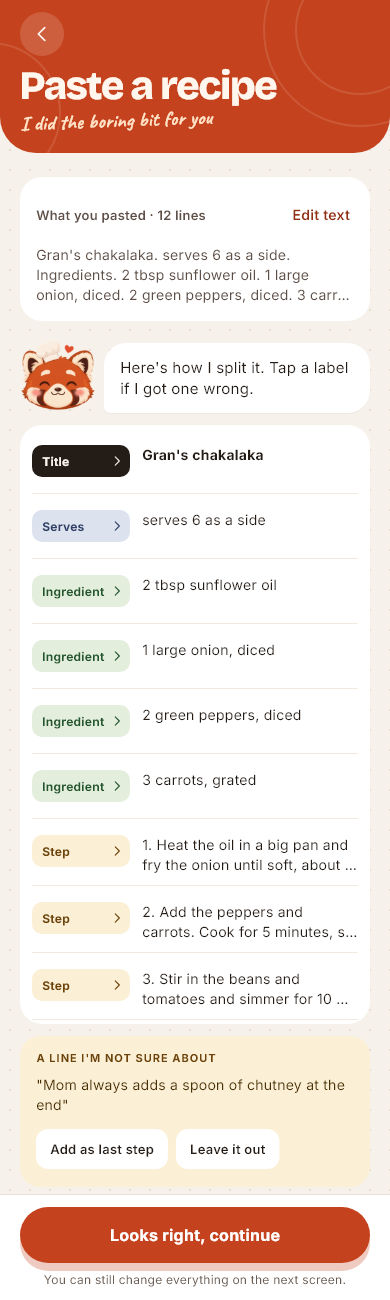 Paste a recipe
I did the boring bit for you
What you pasted · 12 lines
Edit text
Gran's chakalaka. serves 6 as a side.
Ingredients. 2 tbsp sunflower oil. 1 large
onion, diced. 2 green peppers, diced. 3 carr…
Here's how I split it. Tap a label
if I got one wrong.
Title
Gran's chakalaka
Serves
serves 6 as a side
Ingredient
2 tbsp sunflower oil
Ingredient
1 large onion, diced
Ingredient
2 green peppers, diced
Ingredient
3 carrots, grated
Step
1. Heat the oil in a big pan and
fry the onion until soft, about …
Step
2. Add the peppers and
carrots. Cook for 5 minutes, s…
Step
3. Stir in the beans and
tomatoes and simmer for 10 …
A LINE I'M NOT SURE ABOUT
"Mom always adds a spoon of chutney at the
end"
Add as last step
Leave it out
Looks right, continue
You can still change everything on the next screen.